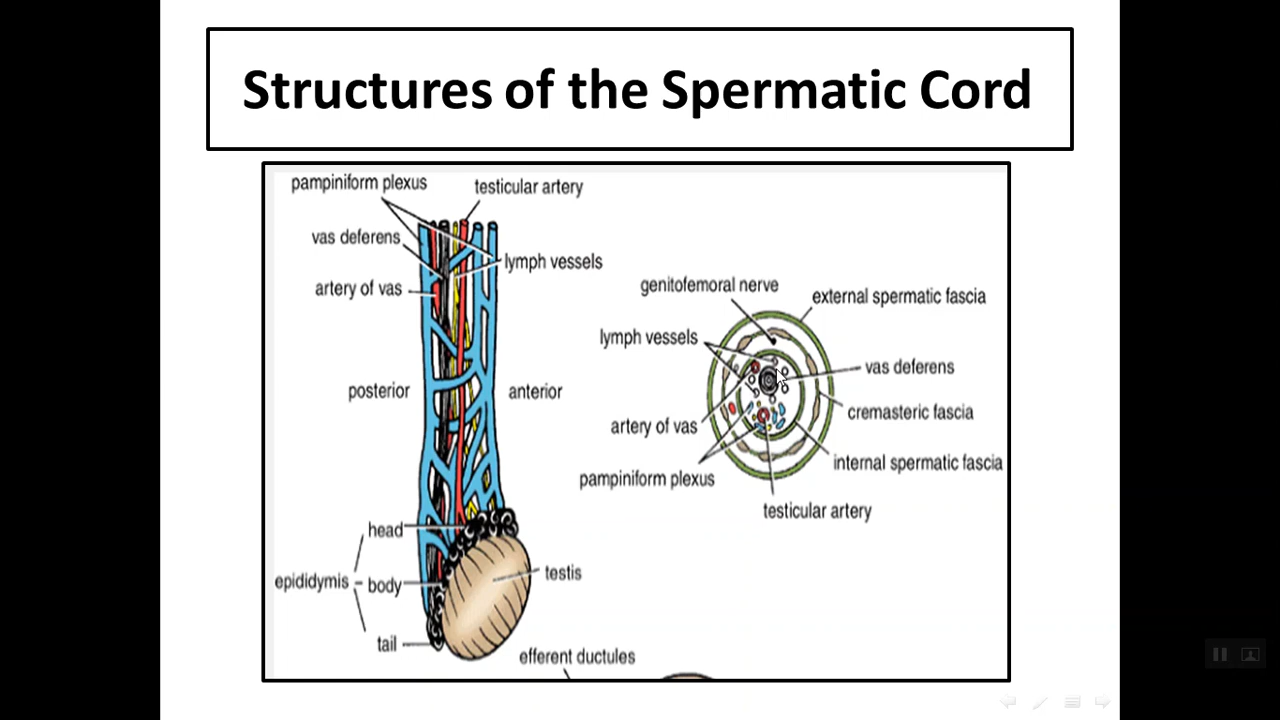 Structures of the Spermatic Cord
pampiniform plexus
testicular artery
vas deferens
lymph vessels
artery of vas
posterior
anterior
head
epididymis
body
tail
testis
efferent ductules
genitofemoral nerve
external spermatic fascia
lymph vessels
vas deferens
cremasteric fascia
artery of vas
internal spermatic fascia
pampiniform plexus
testicular artery